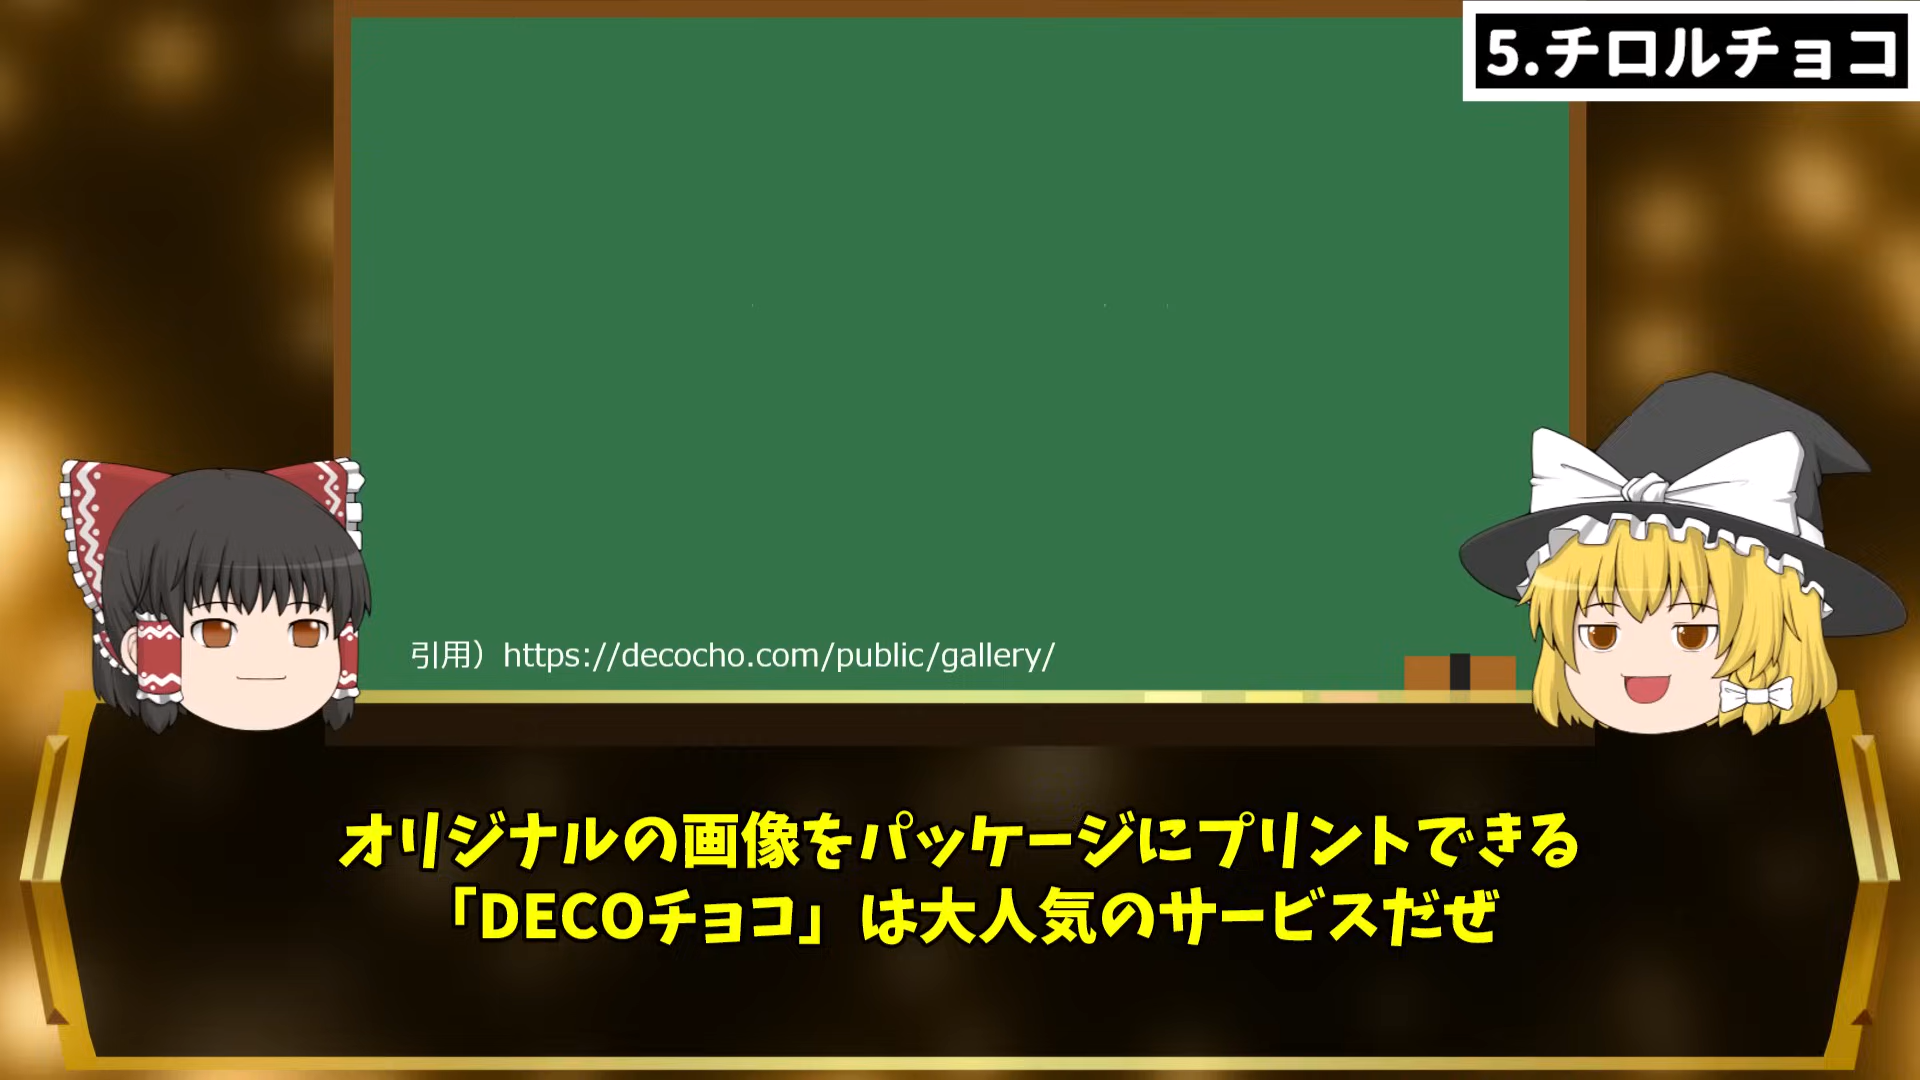 5.チロルチョコ
引用）https://decocho.com/public/gallery/
オリジナルの画像をパッケージにプリントできる
「DECOチョコ」は大人気のサービスだぜ